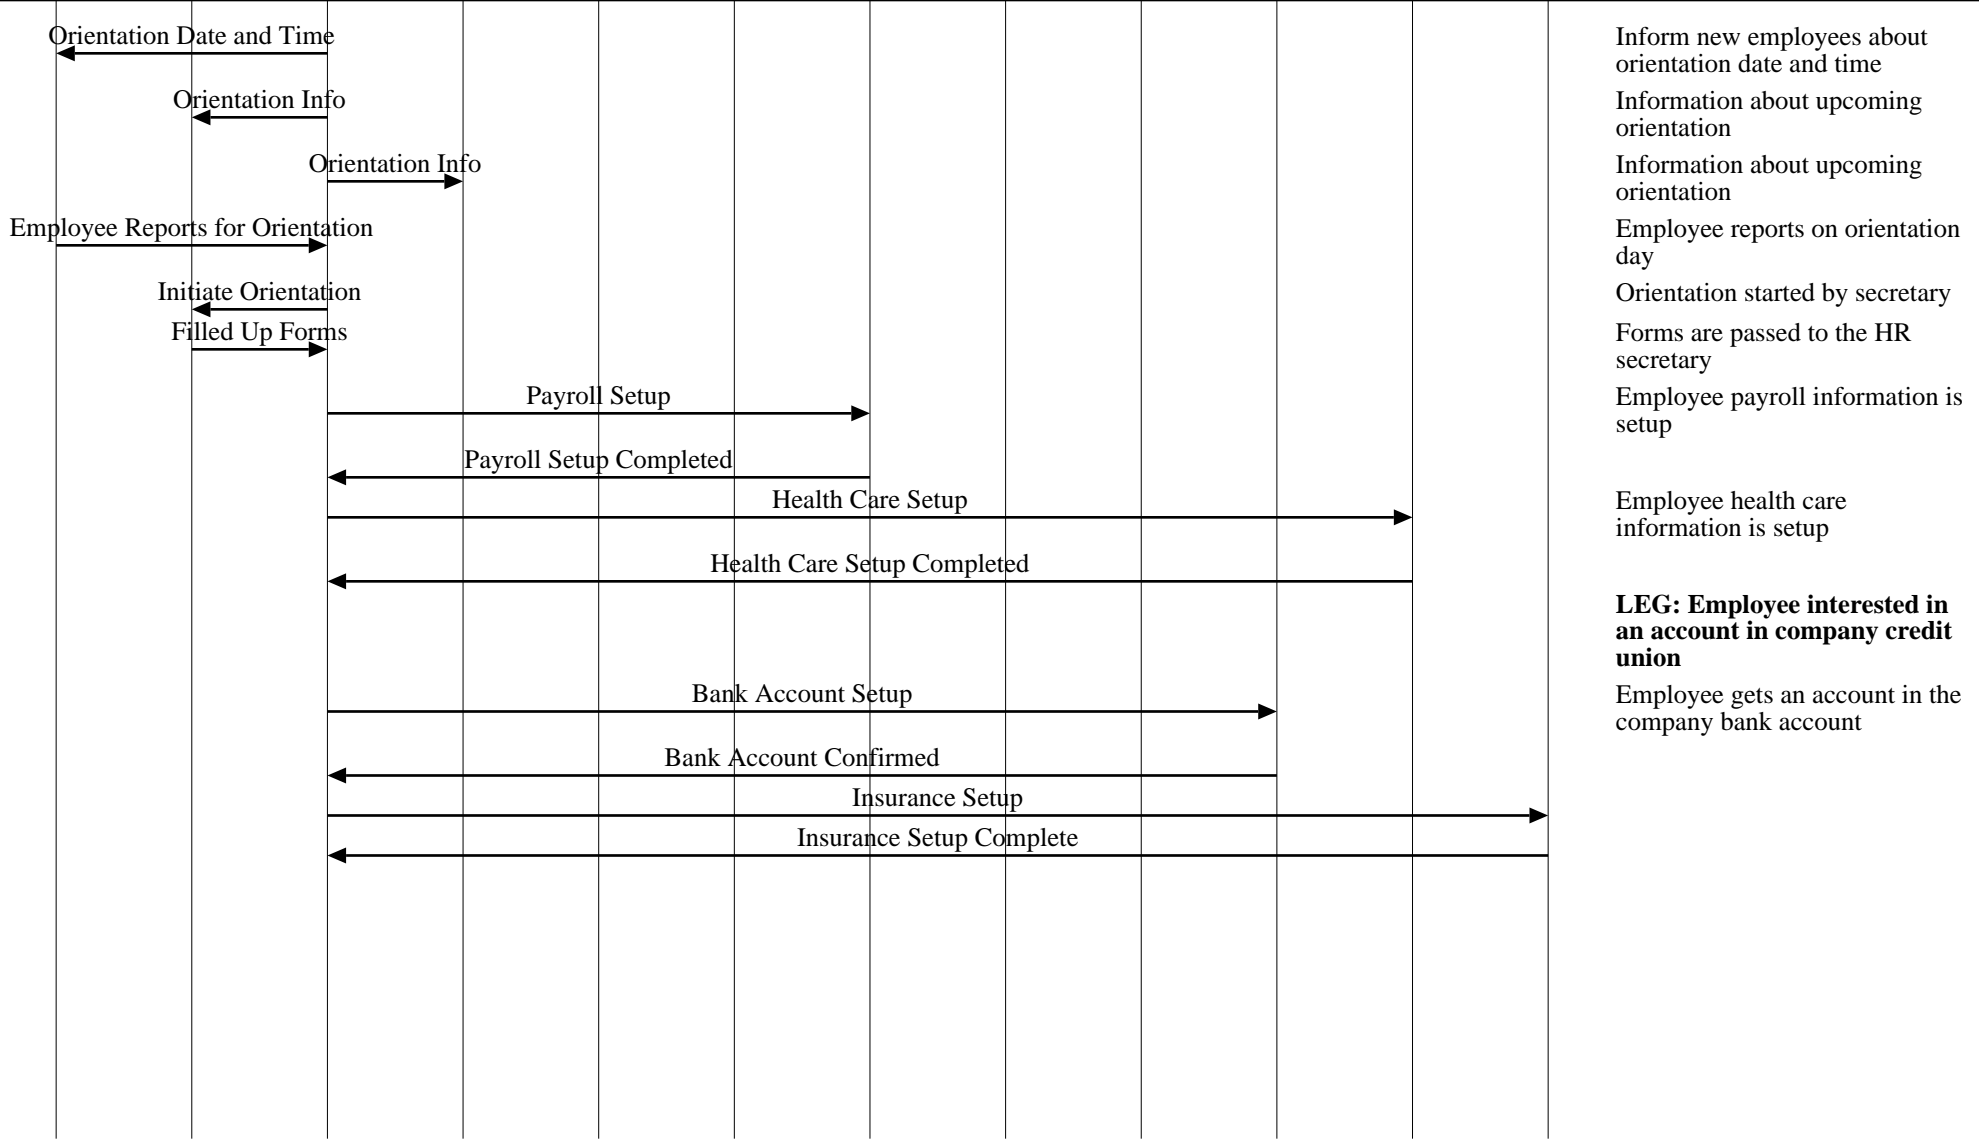 Orientation Date and Time
Inform new employees about
orientation date and time
Orientation Info
Information about upcoming
orientation
Orientation Info
Information about upcoming
orientation
Employee Reports for Orientation
Employee reports on orientation
day
Initiate Orientation
Orientation started by secretary
Filled Up Forms
Forms are passed to the HR
secretary
Payroll Setup
Employee payroll information is
setup
Payroll Setup Completed
Health Care Setup
Employee health care
information is setup
Health Care Setup Completed
LEG: Employee interested in
an account in company credit
union
Bank Account Setup
Employee gets an account in the
company bank account
Bank Account Confirmed
Insurance Setup
Insurance Setup Complete